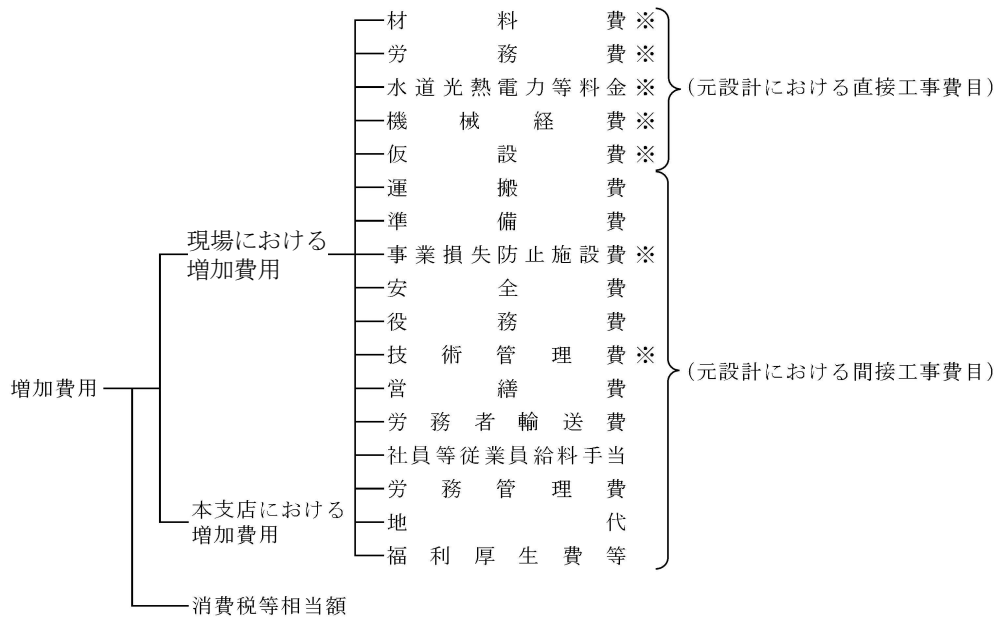 材料費※
労務費※
水道光熱電力等料金※
機械経費※
仮設費※
(元設計における直接工事費目)
運搬費
準備費
事業損失防止施設費※
安全費
役務費
技術管理費※
営繕費
労務者輸送費
社員等従業員給料手当
労務管理費
地代
福利厚生費等
(元設計における間接工事費目)
現場における
増加費用
増加費用
本支店における
増加費用
消費税等相当額